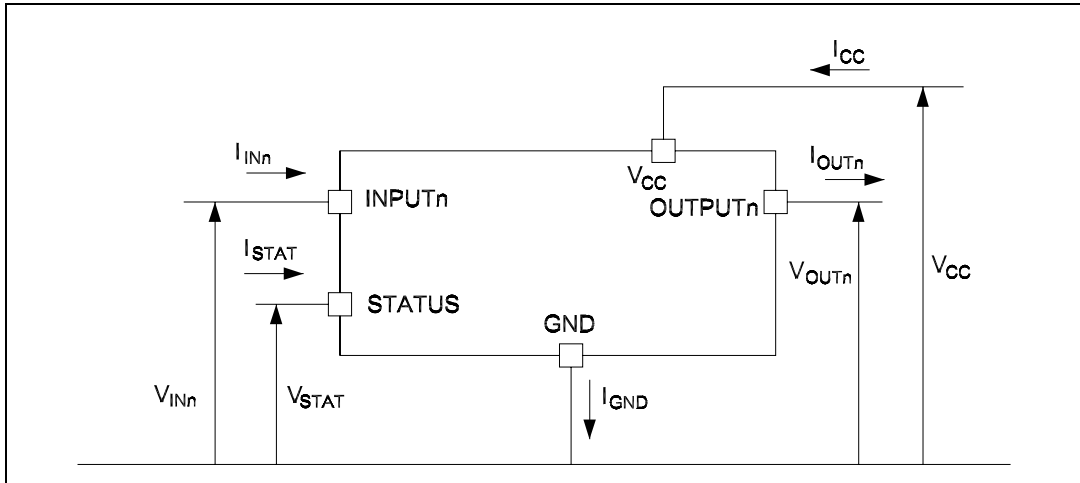 ICC
IINn
VCC
IOUTn
INPUTn
OUTPUTn
ISTAT
VOUTn
VCC
STATUS
GND
VINn
VSTAT
IGND